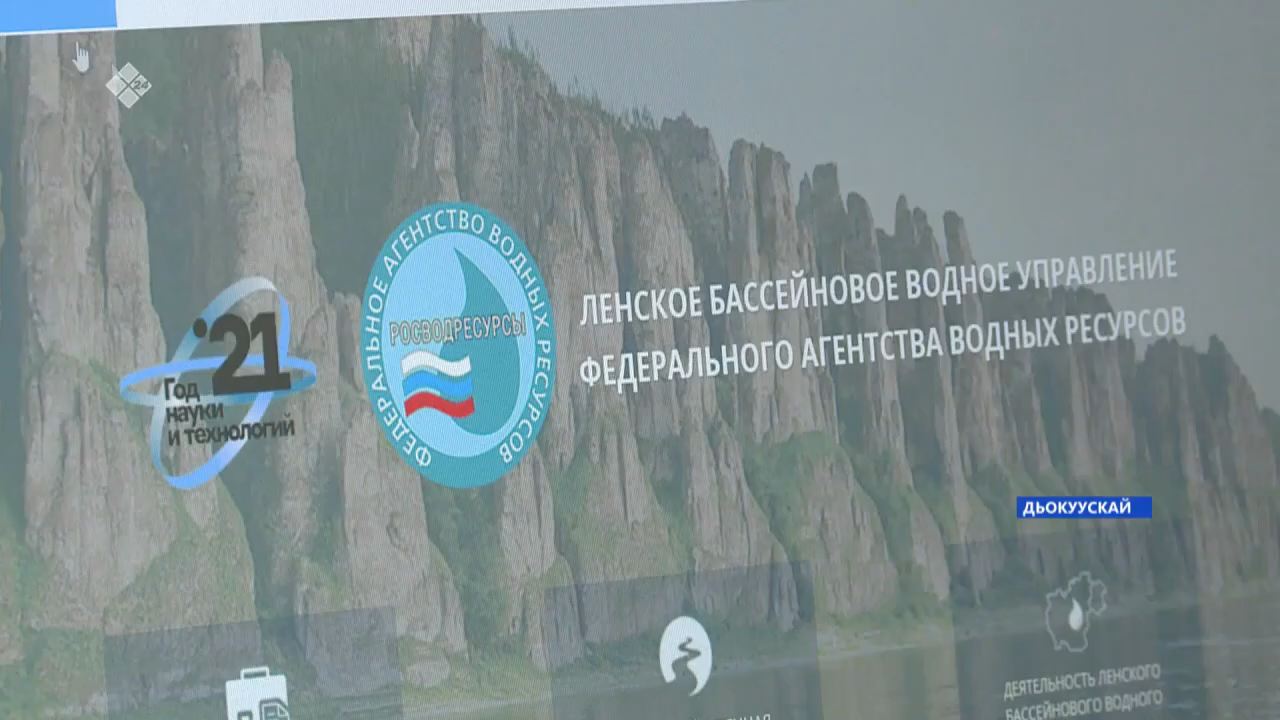 24
ФЕДЕРАЛЬНОЕ АГЕНТСТВО ВОДНЫХ РЕСУРСОВ
РОСВОДРЕСУРСЫ
ЛЕНСКОЕ БАССЕЙНОВОЕ ВОДНОЕ УПРАВЛЕНИЕ
ФЕДЕРАЛЬНОГО АГЕНТСТВА ВОДНЫХ РЕСУРСОВ
'21
Год
науки
и технологий
ДЬОКУУСКАЙ
ДЕЯТЕЛЬНОСТЬ ЛЕНСКОГО
БАССЕЙНОВОГО ВОДНОГО